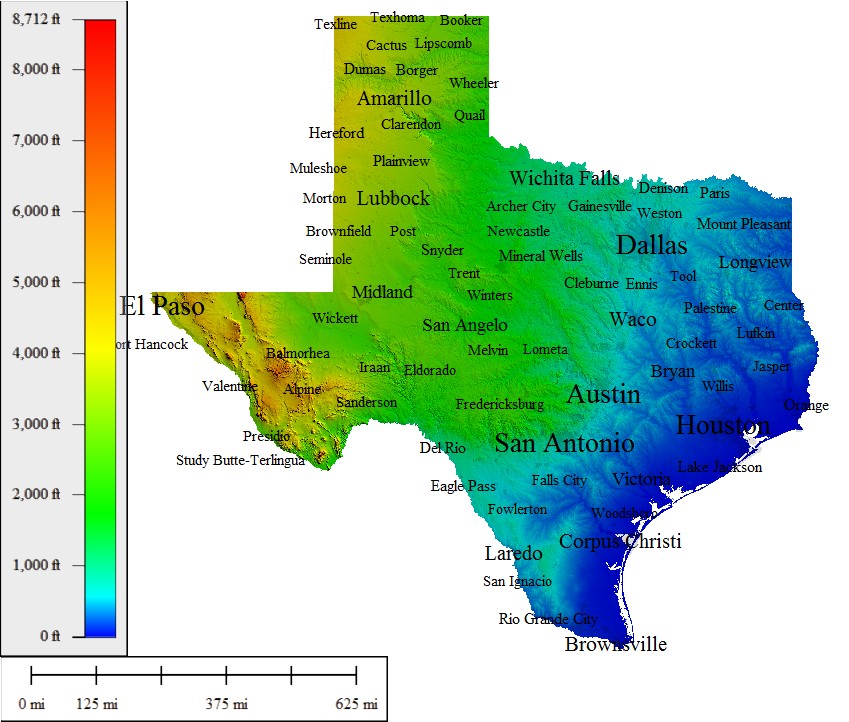 8,712 ft
8,000 ft
7,000 ft
6,000 ft
5,000 ft
4,000 ft
3,000 ft
2,000 ft
1,000 ft
0 ft
Texline
Texhoma
Booker
Cactus
Lipscomb
Dumas
Borger
Wheeler
Amarillo
Quail
Clarendon
Hereford
Plainview
Muleshoe
Wichita Falls
Denison
Paris
Morton
Lubbock
Archer City
Gainesville
Weston
Mount Pleasant
Brownfield
Post
Newcastle
Dallas
Snyder
Mineral Wells
Seminole
Longview
Trent
Tool
Cleburne
Ennis
Midland
Winters
El Paso
Palestine
Center
Wickett
San Angelo
Waco
Lufkin
ort Hancock
Crockett
Balmorhea
Melvin
Lometa
Iraan
Eldorado
Bryan
Jasper
Valentine
Alpine
Willis
Austin
Sanderson
Fredericksburg
Orange
Houston
Presidio
San Antonio
Del Rio
Study Butte-Terlingua
Lake Jackson
Falls City
Victoria
Eagle Pass
Fowlerton
Woodsboro
Corpus Christi
Laredo
San Ignacio
Rio Grande City
Brownsville
0 mi
125 mi
375 mi
625 mi